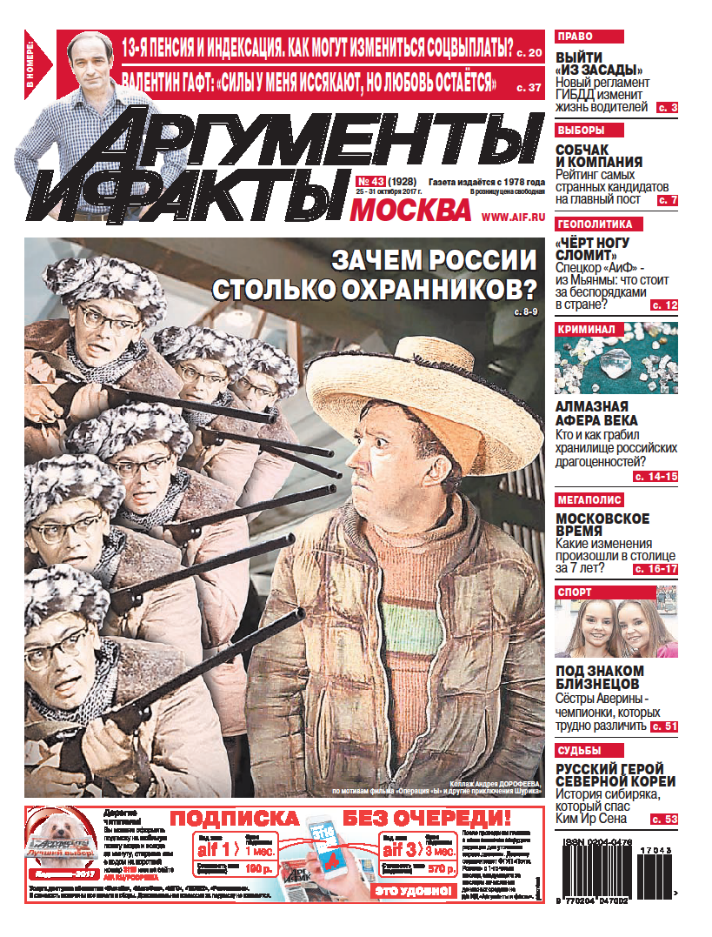 В НОМЕРЕ:
13-Я ПЕНСИЯ И ИНДЕКСАЦИЯ. КАК МОГУТ ИЗМЕНИТЬСЯ СОЦВЫПЛАТЫ? с. 20
ВАЛЕНТИН ГАФТ: «СИЛЫ У МЕНЯ ИССЯКАЮТ, НО ЛЮБОВЬ ОСТАЁТСЯ» с. 37
АРГУМЕНТЫ
И ФАКТЫ
№ 43 (1928)
25 - 31 октября 2017 г.
Газета издаётся с 1978 года
В розницу цена свободная
МОСКВА
WWW.AIF.RU
ЗАЧЕМ РОССИИ
СТОЛЬКО ОХРАННИКОВ?
с. 8-9
Коллаж Андрея ДОРОФЕЕВА,
по мотивам фильма «Операция «Ы» и другие приключения Шурика»
ПРАВО
ВЫЙТИ
«ИЗ ЗАСАДЫ»
Новый регламент
ГИБДД изменит
жизнь водителей с. 3
ВЫБОРЫ
СОБЧАК
И КОМПАНИЯ
Рейтинг самых
странных кандидатов
на главный пост с. 7
ГЕОПОЛИТИКА
«ЧЁРТ НОГУ
СЛОМИТ»
Спецкор «АиФ» -
из Мьянмы: что стоит
за беспорядками
в стране? с. 12
КРИМИНАЛ
АЛМАЗНАЯ
АФЕРА ВЕКА
Кто и как грабил
хранилище российских
драгоценностей?
с. 14-15
МЕГАПОЛИС
МОСКОВСКОЕ
ВРЕМЯ
Какие изменения
произошли в столице
за 7 лет? с. 16-17
СПОРТ
ПОД ЗНАКОМ
БЛИЗНЕЦОВ
Сёстры Аверины -
чемпионки, которых
трудно различить с. 51
СУДЬБЫ
РУССКИЙ ГЕРОЙ
СЕВЕРНОЙ КОРЕИ
История сибиряка,
который спас
Ким Ир Сена с. 53
ISSN 0204-0476
17043
9 770204 047002
>
Лучший выбор!
Дорогие
читатели!
ПОДПИСКА БЕЗ ОЧЕРЕДИ!
aif 1 1 мес.
190 р.
aif 3 3 мес.
570 р.
ЭТО УДОБНО!